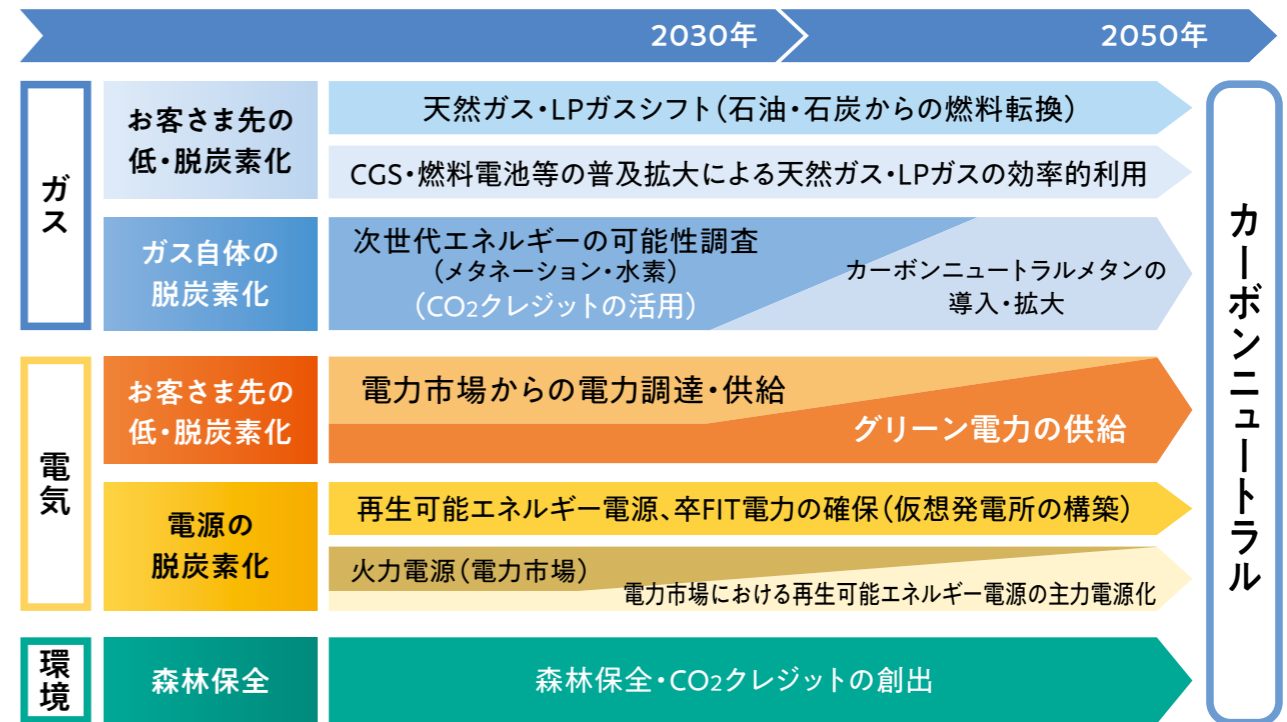 2030年
2050年
ガス
お客さま先の
低・脱炭素化
天然ガス・LPガスシフト(石油・石炭からの燃料転換)
CGS・燃料電池等の普及拡大による天然ガス・LPガスの効率的利用
ガス自体の
脱炭素化
次世代エネルギーの可能性調査
(メタネーション・水素)
(CO2クレジットの活用)
カーボンニュートラルメタンの
導入・拡大
電気
お客さま先の
低・脱炭素化
電力市場からの電力調達・供給
グリーン電力の供給
電源の
脱炭素化
再生可能エネルギー電源、卒FIT電力の確保(仮想発電所の構築)
火力電源(電力市場)
電力市場における再生可能エネルギー電源の主力電源化
環境
森林保全
森林保全・CO2クレジットの創出
カーボンニュートラル